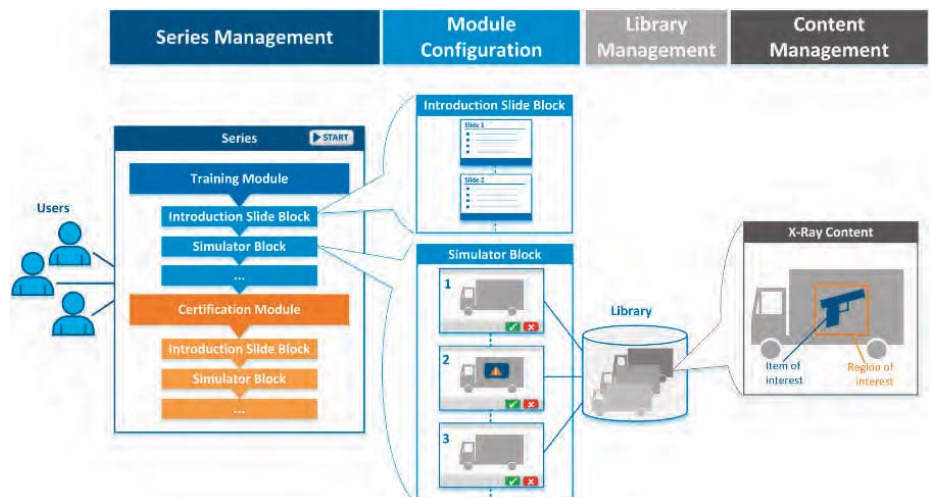 Series Management
Module
Configuration
Library
Management
Content
Management
Users
Series
START
Training Module
Introduction Slide Block
Simulator Block
...
Certification Module
Introduction Slide Block
Simulator Block
...
Introduction Slide Block
Slide 1
Slide 2
Simulator Block
1
2
3
Library
X-Ray Content
Item of
interest
Region of
interest